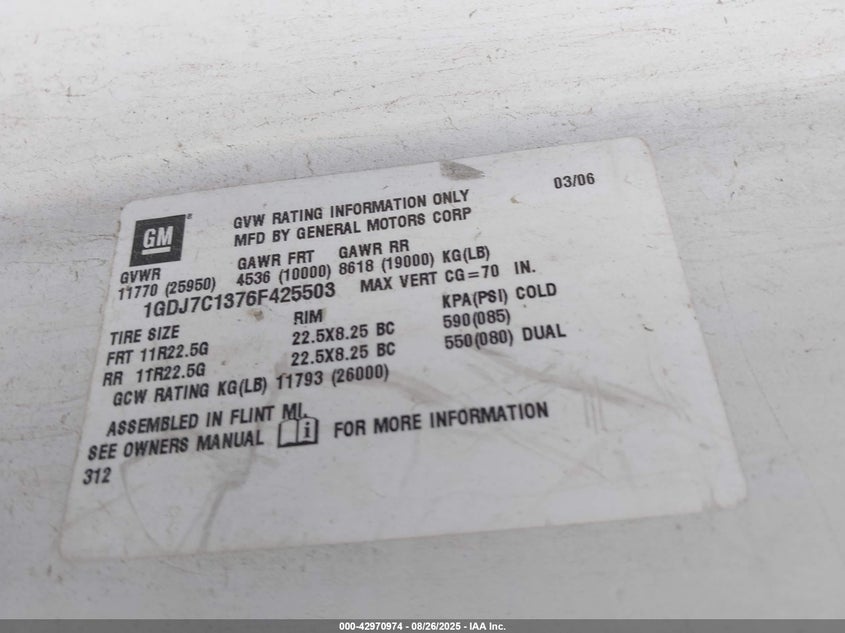 03/06
GM
GVW RATING INFORMATION ONLY
MFD BY GENERAL MOTORS CORP
GVWR GAWR FRT GAWR RR
11770 (25950) 4536 (10000) 8618 (19000) KG(LB)
1GDJ7C1376F425503 MAX VERT CG=70 IN.
TIRE SIZE RIM KPA(PSI) COLD
FRT 11R22.5G 22.5X8.25 BC 590(085)
RR 11R22.5G 22.5X8.25 BC 550(080) DUAL
GCW RATING KG(LB) 11793 (26000)
ASSEMBLED IN FLINT MI.
SEE OWNERS MANUAL i FOR MORE INFORMATION
312
000-42970974 - 08/26/2025 - IAA Inc.